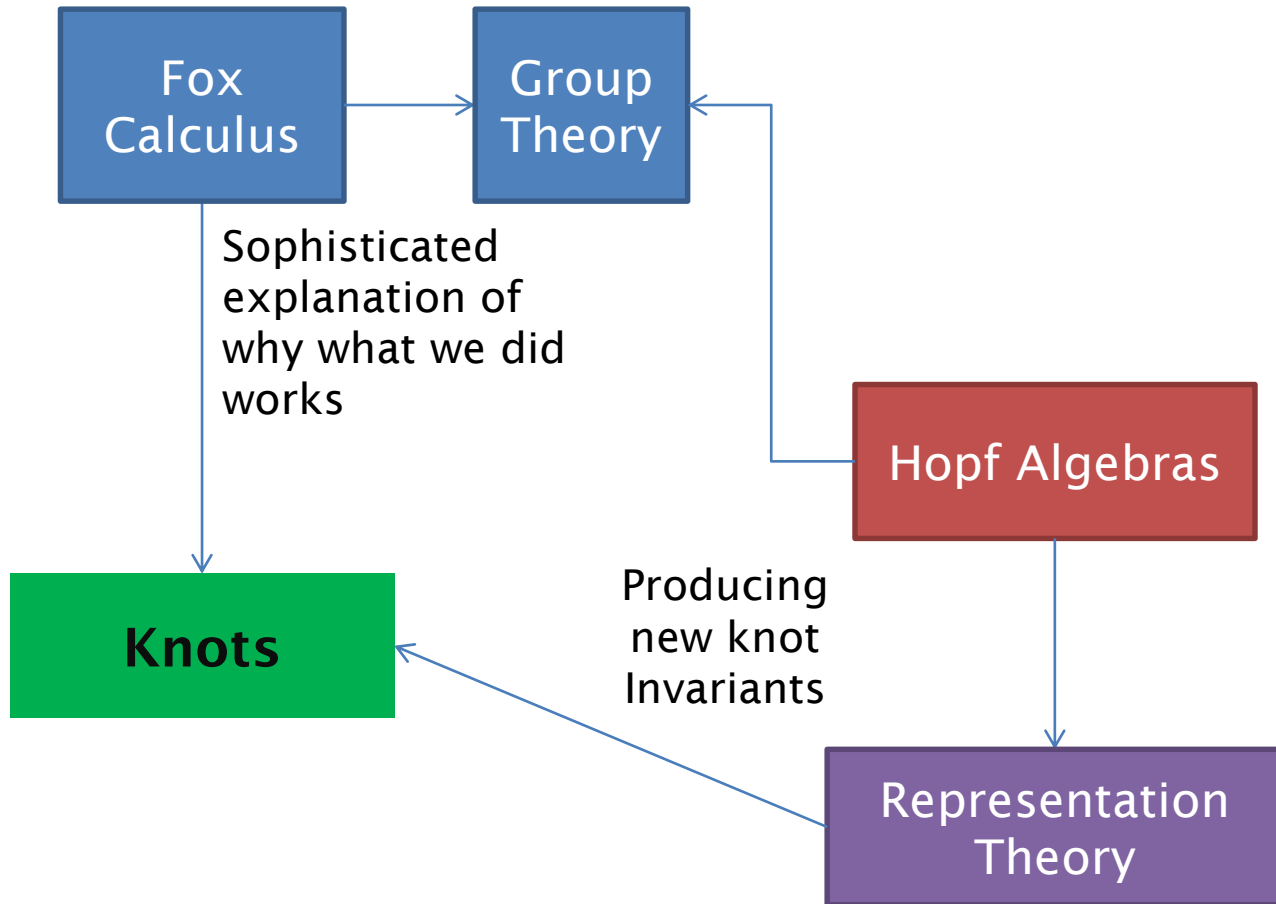 Fox
Calculus
Group
Theory
Sophisticated
explanation of
why what we did
works
Hopf Algebras
Knots
Producing
new knot
Invariants
Representation
Theory